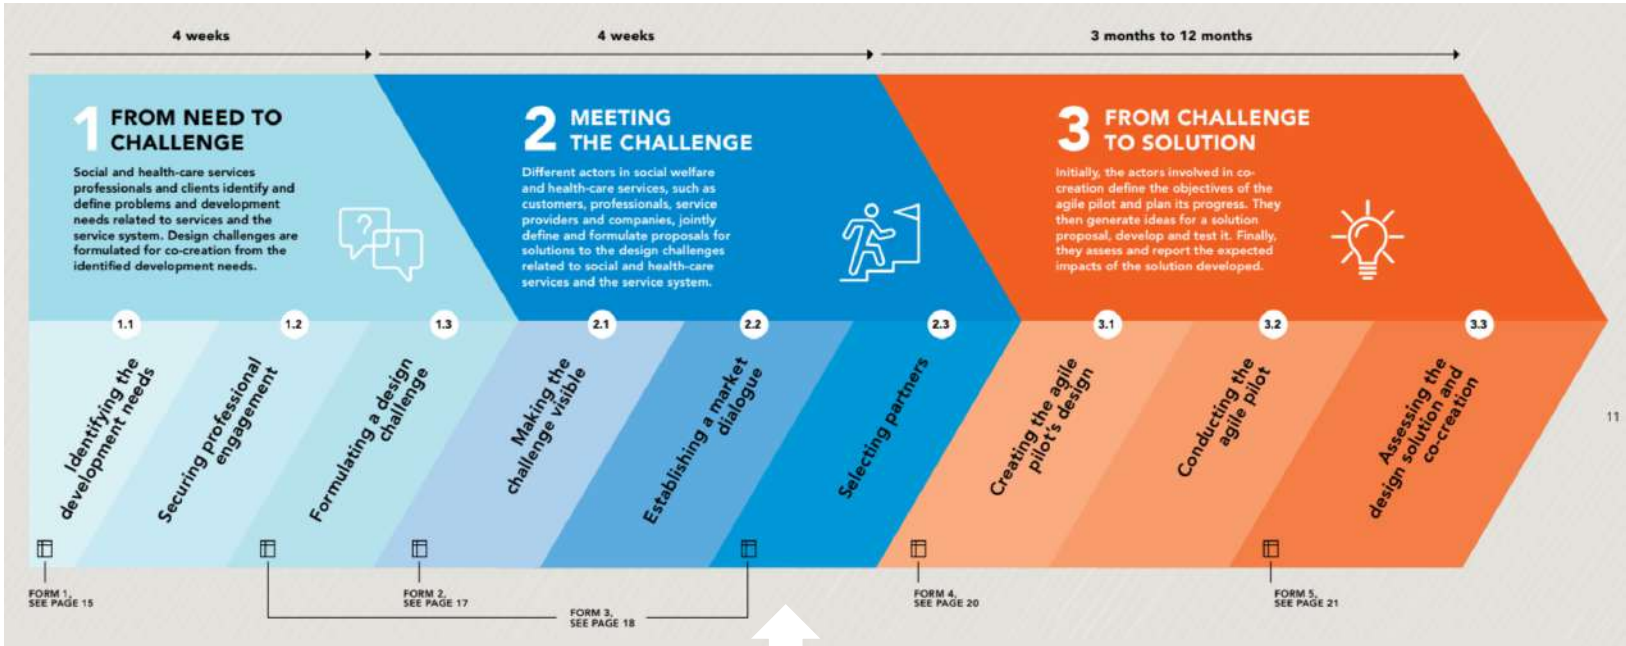 4 weeks
4 weeks
3 months to 12 months
1 FROM NEED TO
CHALLENGE
Social and health-care services
professionals and clients identify and
define problems and development
needs related to services and the
service system. Design challenges are
formulated for co-creation from the
identified development needs.
2 MEETING
THE CHALLENGE
Different actors in social welfare
and health-care services, such as
customers, professionals, service
providers and companies, jointly
define and formulate proposals for
solutions to the design challenges
related to social and health-care
services and the service system.
3 FROM CHALLENGE
TO SOLUTION
Initially, the actors involved in co-
creation define the objectives of the
agile pilot and plan its progress. They
then generate ideas for a solution
proposal, develop and test it. Finally,
they assess and report the expected
impacts of the solution developed.
?
!
1.1
Identifying the
development needs
1.2
Securing professional
engagement
1.3
Formulating a design
challenge
2.1
Making the
challenge visible
2.2
Establishing a market
dialogue
2.3
Selecting partners
3.1
Creating the agile
pilot's design
3.2
Conducting the
agile pilot
3.3
Assessing the
design solution and
co-creation
11
FORM 1,
SEE PAGE 15
FORM 2,
SEE PAGE 17
FORM 3,
SEE PAGE 18
FORM 4,
SEE PAGE 20
FORM 5,
SEE PAGE 21